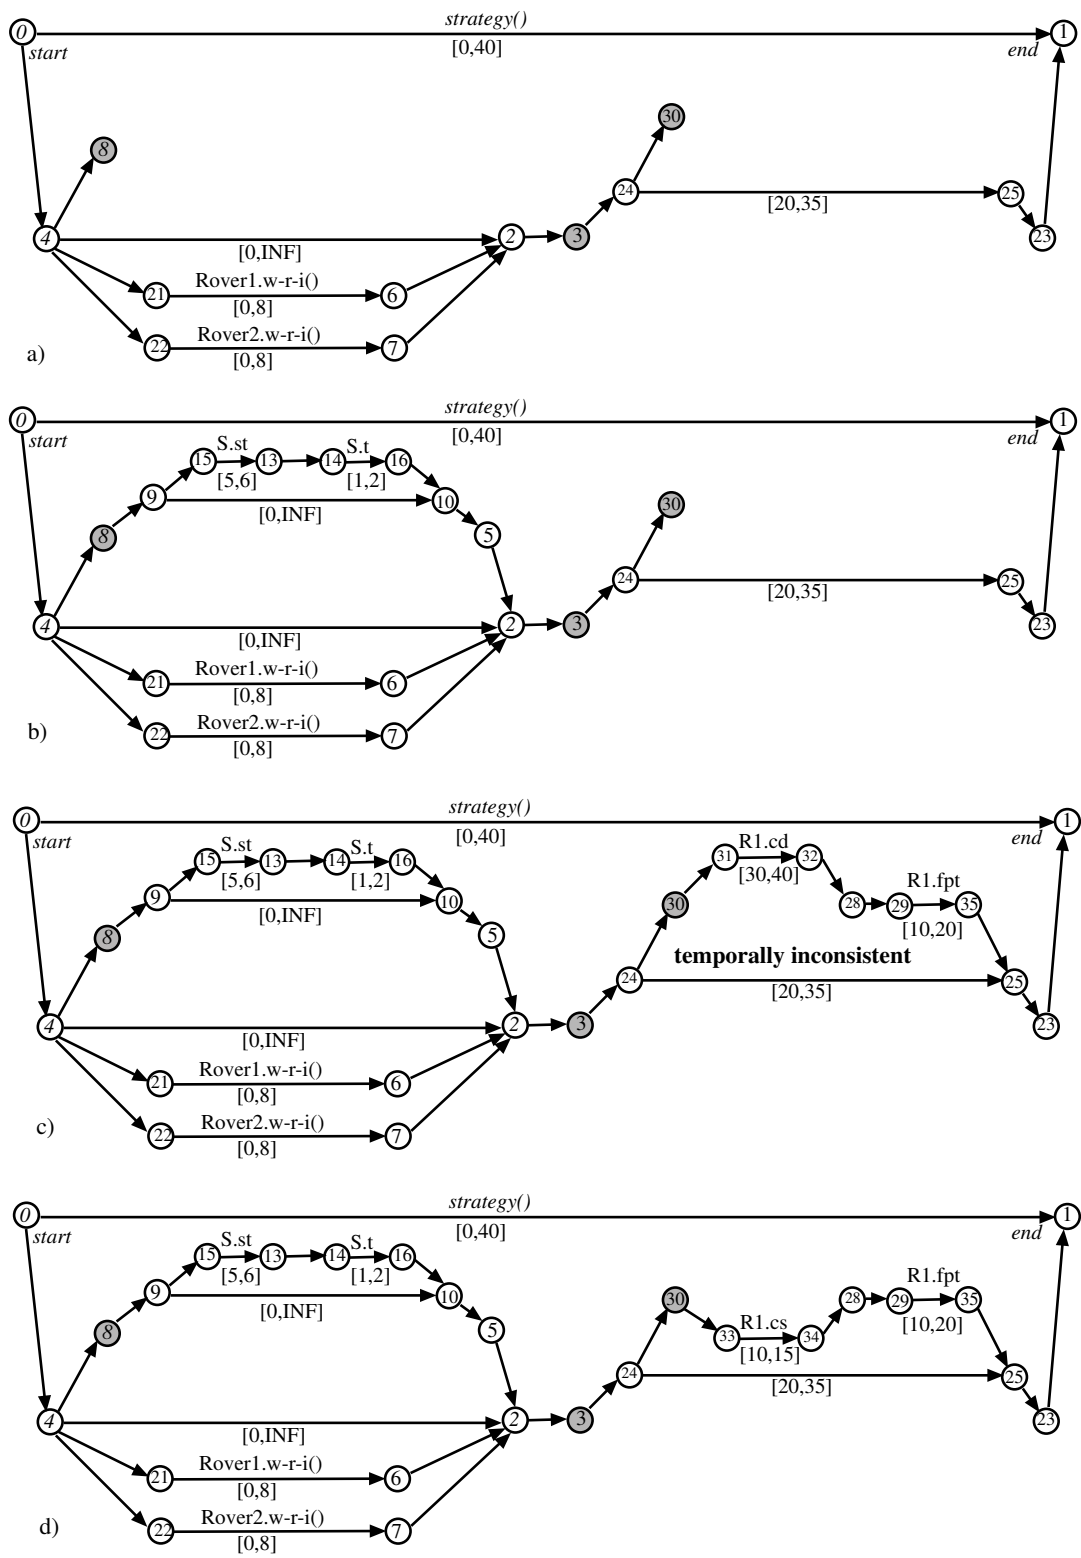 strategy()
0 1
start [0,40] end
30
8
24 25
[20,35]
4 2 3 23
[0,INF]
Rover1.w-r-i()
21 6
[0,8]
Rover2.w-r-i()
22 7
a) [0,8]
strategy()
0 1
start [0,40] end
S.st S.t
15 13 14 16
[5,6] [1,2]
9 10 30
[0,INF]
8 5
24 25
[20,35]
4 2 3 23
[0,INF]
Rover1.w-r-i()
21 6
[0,8]
Rover2.w-r-i()
22 7
b) [0,8]
strategy()
0 1
start [0,40] end
S.st S.t R1.cd
15 13 14 16 31 32
[5,6] [1,2] [30,40]
R1.fpt
9 10 30 28 29 35
[0,INF] [10,20]
8 5
temporally inconsistent
24 25
[20,35]
4 2 3 23
[0,INF]
Rover1.w-r-i()
21 6
[0,8]
Rover2.w-r-i()
22 7
c) [0,8]
strategy()
0 1
start [0,40] end
S.st S.t
15 13 14 16
[5,6] [1,2] R1.fpt
9 10 30 28 29 35
[0,INF] [10,20]
8 5 R1.cs
33 34
[10,15]
24 25
[20,35]
4 2 3 23
[0,INF]
Rover1.w-r-i()
21 6
[0,8]
Rover2.w-r-i()
22 7
d) [0,8]